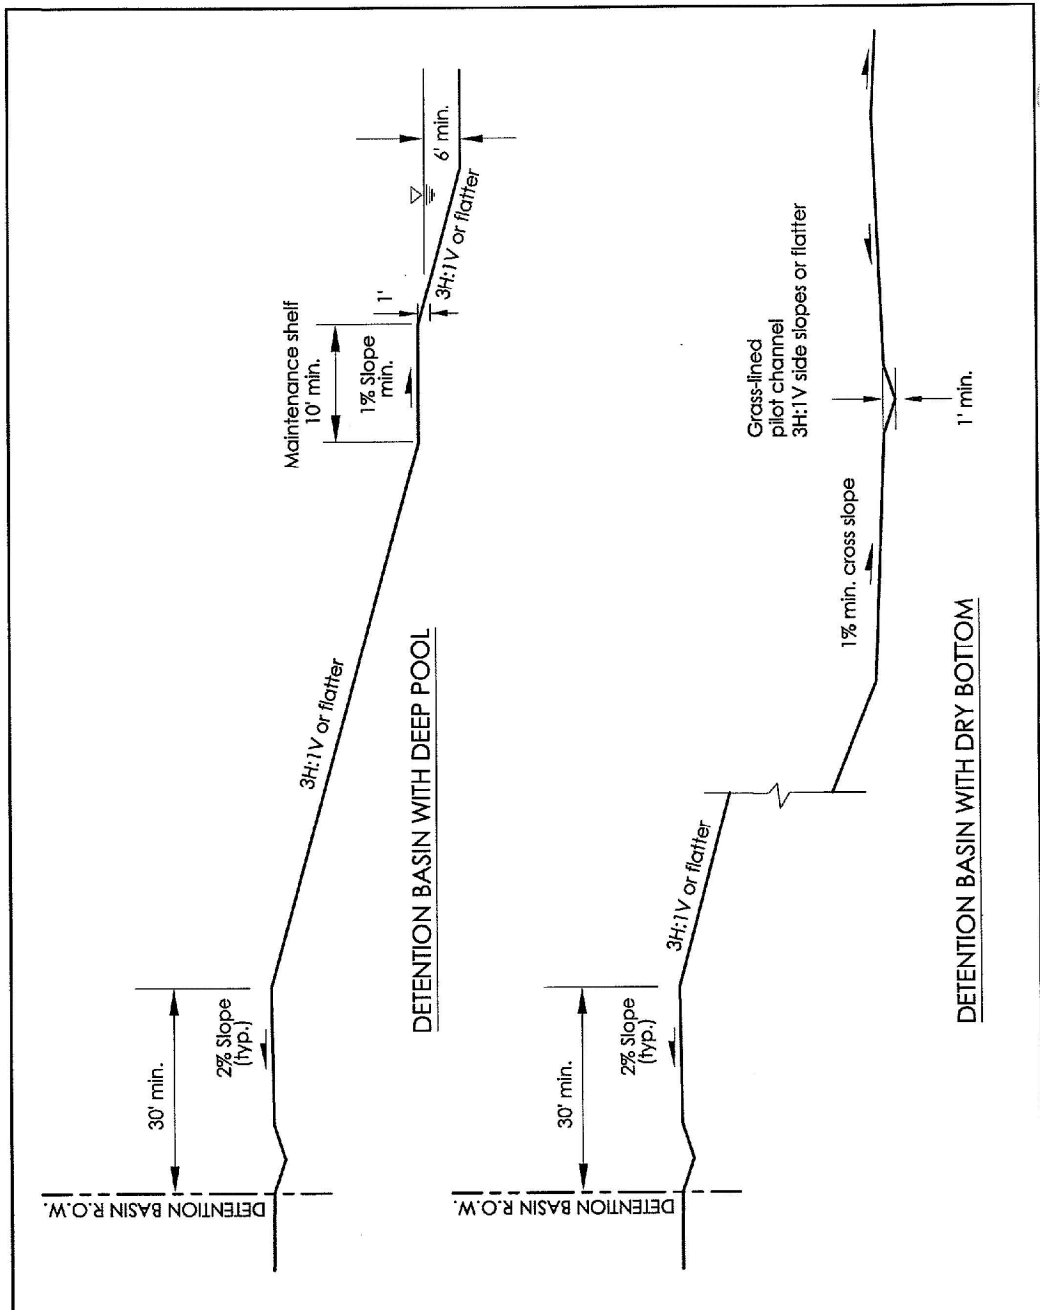 DETENTION BASIN R.O.W.
30' min.
2% Slope
(typ.)
3H:1V or flatter
Maintenance shelf
10' min.
1% Slope
min.
1'
3H:1V or flatter
6' min.
DETENTION BASIN WITH DEEP POOL
DETENTION BASIN R.O.W.
30' min.
2% Slope
(typ.)
3H:1V or flatter
1% min. cross slope
Grass-lined
pilot channel
3H:1V side slopes or flatter
1' min.
DETENTION BASIN WITH DRY BOTTOM